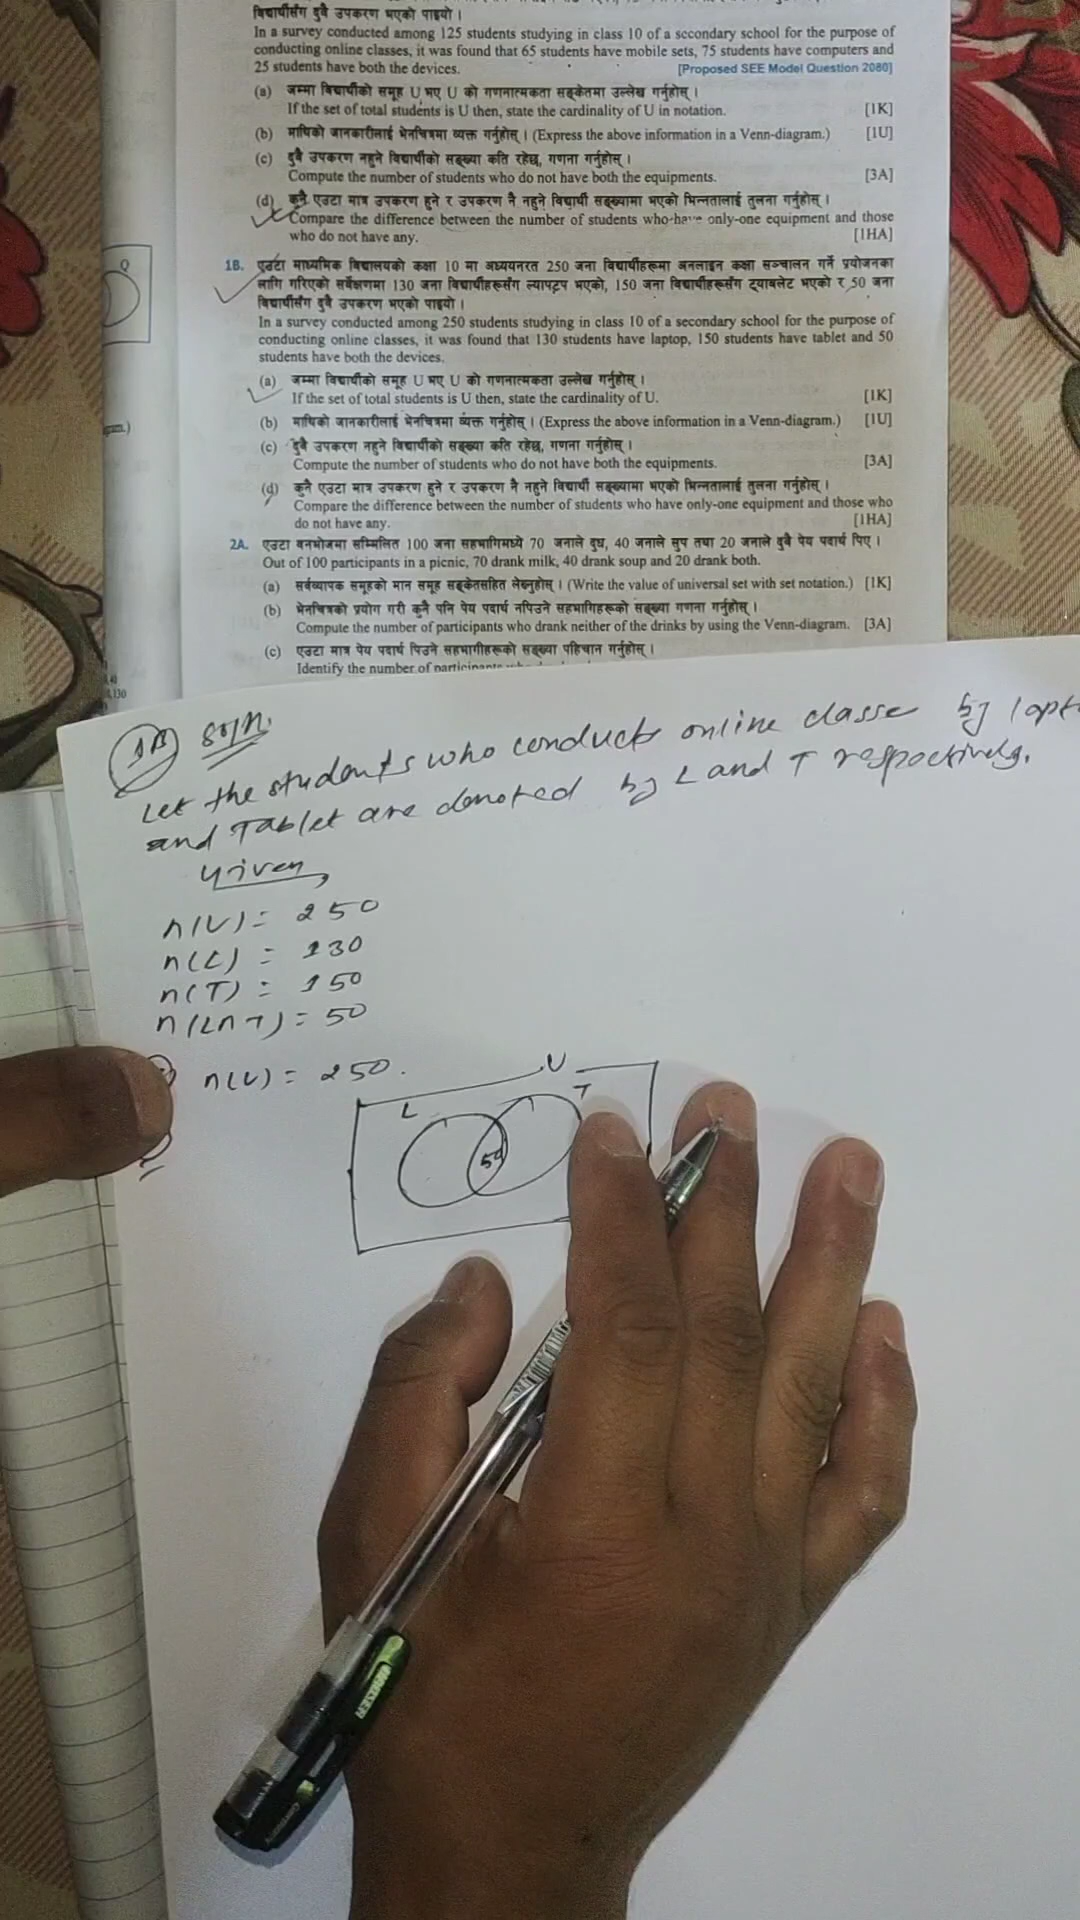 विद्यार्थीसँग दुवै उपकरण भएको पाइयो ।
In a survey conducted among 125 students studying in class 10 of a secondary school for the purpose of
conducting online classes, it was found that 65 students have mobile sets, 75 students have computers and
25 students have both the devices. [Proposed SEE Model Question 2080]
(a) जम्मा विद्यार्थीको समूह U भए U को गणनात्मकता सङ्केतमा उल्लेख गर्नुहोस् ।
If the set of total students is U then, state the cardinality of U in notation. [1K]
(b) माथिको जानकारीलाई भेनचित्रमा व्यक्त गर्नुहोस् । (Express the above information in a Venn-diagram.) [1U]
(c) दुवै उपकरण नहुने विद्यार्थीको सङ्ख्या कति रहेछ, गणना गर्नुहोस् ।
Compute the number of students who do not have both the equipments. [3A]
(d) कुनै एउटा मात्र उपकरण हुने र उपकरण नै नहुने विद्यार्थी सङ्ख्यामा भएको भिन्नतालाई तुलना गर्नुहोस् ।
Compare the difference between the number of students who have only-one equipment and those
who do not have any. [1HA]
Q
1B. एउटा माध्यमिक विद्यालयको कक्षा 10 मा अध्ययनरत 250 जना विद्यार्थीहरूमा अनलाइन कक्षा सञ्चालन गर्ने प्रयोजनका
लागि गरिएको सर्वेक्षणमा 130 जना विद्यार्थीहरूसँग ल्यापटप भएको, 150 जना विद्यार्थीहरूसँग ट्याबलेट भएको र 50 जना
विद्यार्थीसँग दुवै उपकरण भएको पाइयो ।
In a survey conducted among 250 students studying in class 10 of a secondary school for the purpose of
conducting online classes, it was found that 130 students have laptop, 150 students have tablet and 50
students have both the devices.
(a) जम्मा विद्यार्थीको समूह U भए U को गणनात्मकता उल्लेख गर्नुहोस् ।
If the set of total students is U then, state the cardinality of U. [1K]
(b) माथिको जानकारीलाई भेनचित्रमा व्यक्त गर्नुहोस् । (Express the above information in a Venn-diagram.) [1U]
(c) दुवै उपकरण नहुने विद्यार्थीको सङ्ख्या कति रहेछ, गणना गर्नुहोस् ।
Compute the number of students who do not have both the equipments. [3A]
(d) कुनै एउटा मात्र उपकरण हुने र उपकरण नै नहुने विद्यार्थी सङ्ख्यामा भएको भिन्नतालाई तुलना गर्नुहोस् ।
Compare the difference between the number of students who have only-one equipment and those who
do not have any. [1HA]
2A. एउटा वनभोजमा सम्मिलित 100 जना सहभागिमध्ये 70 जनाले दुध, 40 जनाले सुप तथा 20 जनाले दुवै पेय पदार्थ पिए ।
Out of 100 participants in a picnic, 70 drank milk, 40 drank soup and 20 drank both.
(a) सर्वव्यापक समूहको मान समूह सङ्केतसहित लेख्नुहोस् । (Write the value of universal set with set notation.) [1K]
(b) भेनचित्रको प्रयोग गरी कुनै पनि पेय पदार्थ नपिउने सहभागिहरूको सङ्ख्या गणना गर्नुहोस् ।
Compute the number of participants who drank neither of the drinks by using the Venn-diagram. [3A]
(c) एउटा मात्र पेय पदार्थ पिउने सहभागीहरूको सङ्ख्या पहिचान गर्नुहोस् ।
Identify the number of participants
130
1B Soln.
Let the students who conducts online classe by
and Tablet are denoted by L and T respectively.
Given,
n(U) = 250
n(L) = 130
n(T) = 150
n(L∩T) = 50
n(U) = 250.
U
L T
50